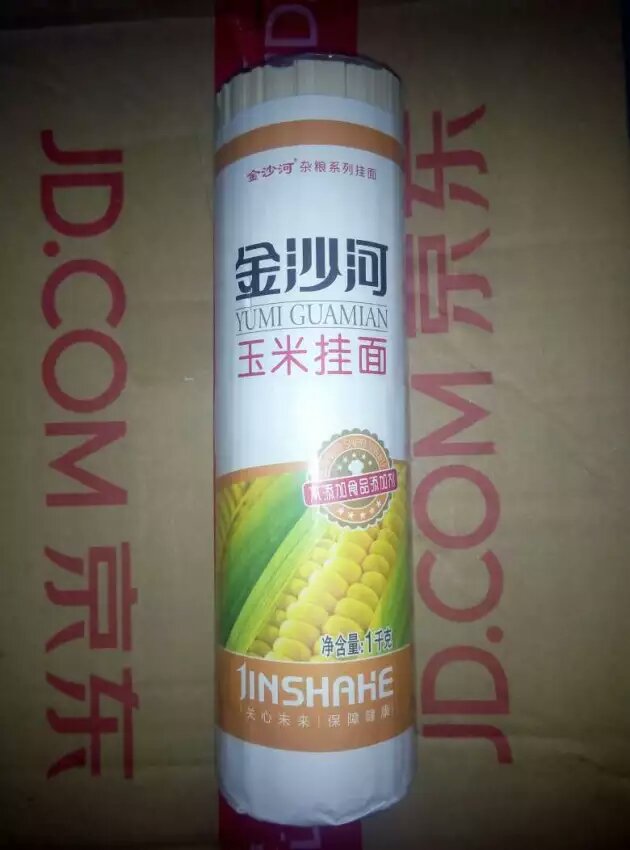 金沙河® 杂粮系列挂面
金沙河
YUMI GUAMIAN
玉米挂面
添加食品添加剂
净含量:1千克
JINSHAHE
关心未来 | 保障健康
JD.COM 京东
JD.COM 京东
JD